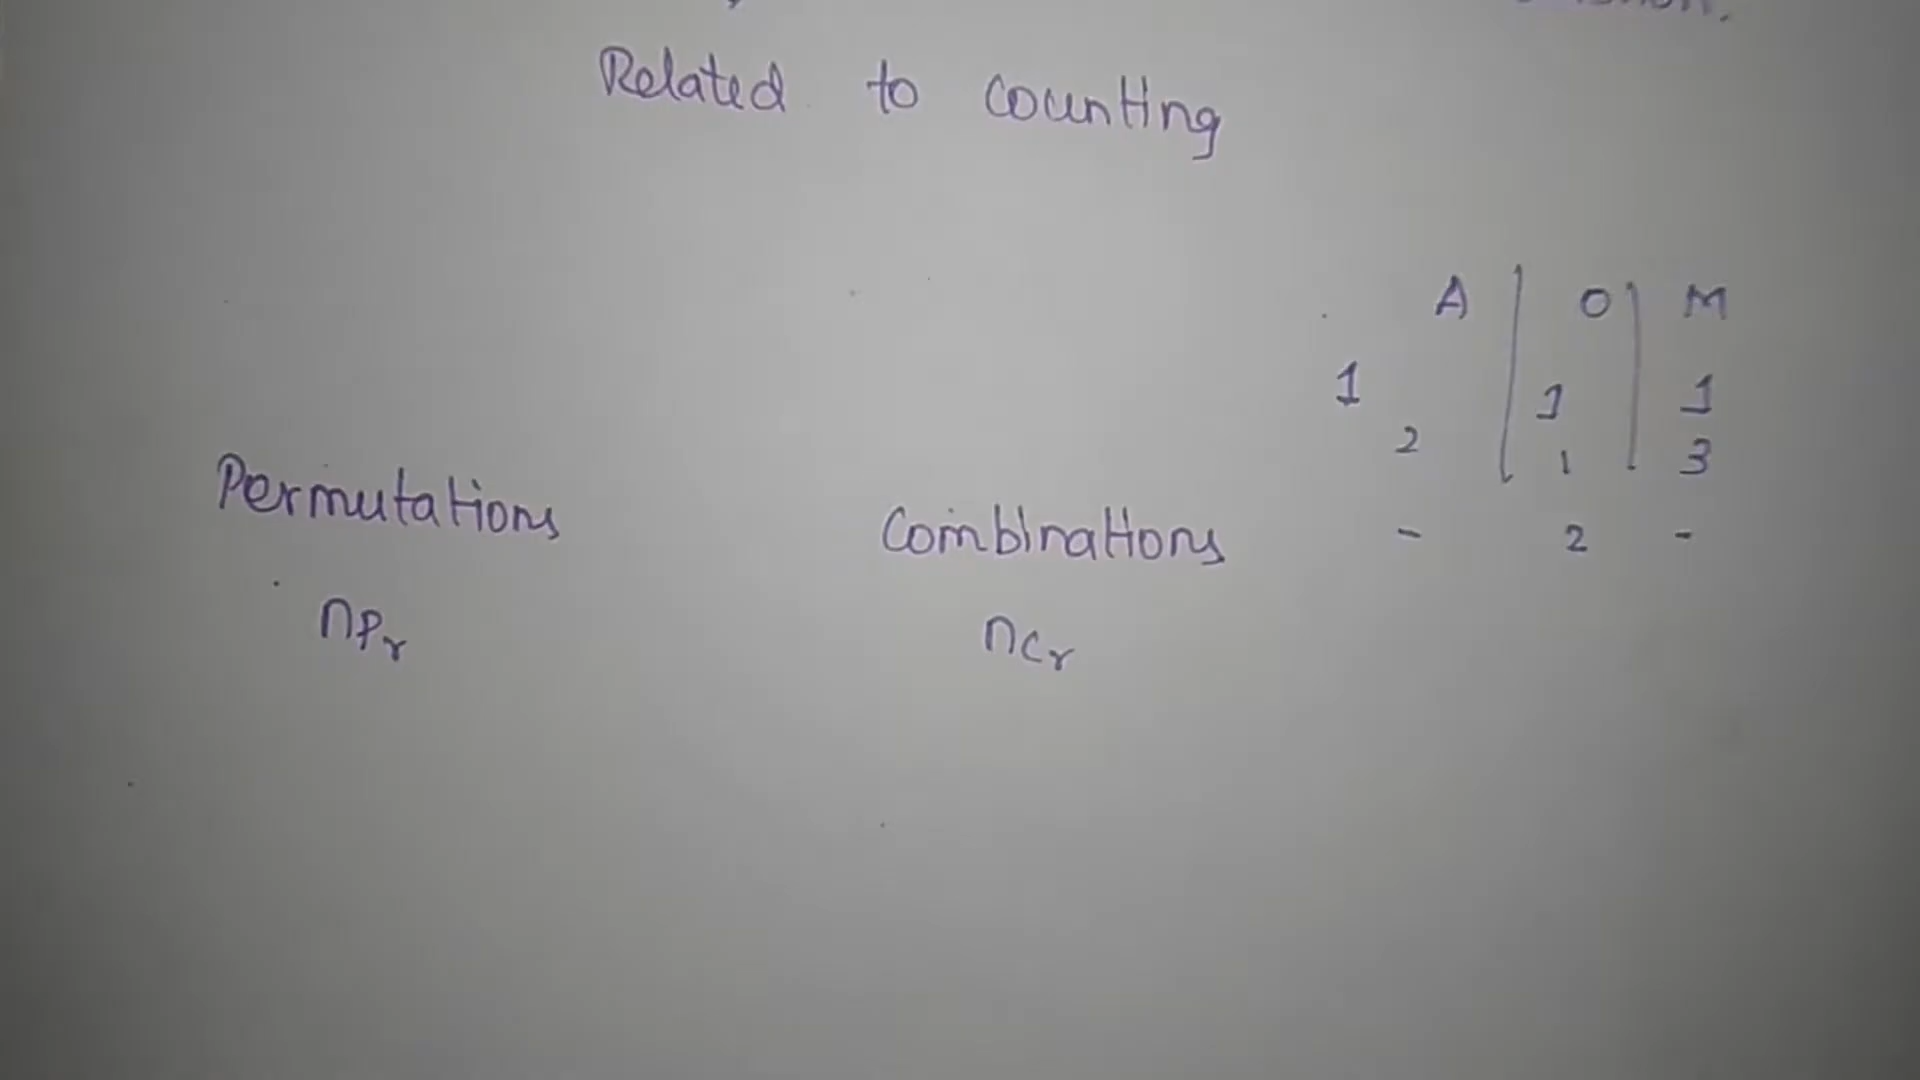 Related to counting
A | O | M
1 | 1 | 1
2 | 1 | 3
- 2 -
Permutations Combinations
nPr nCr